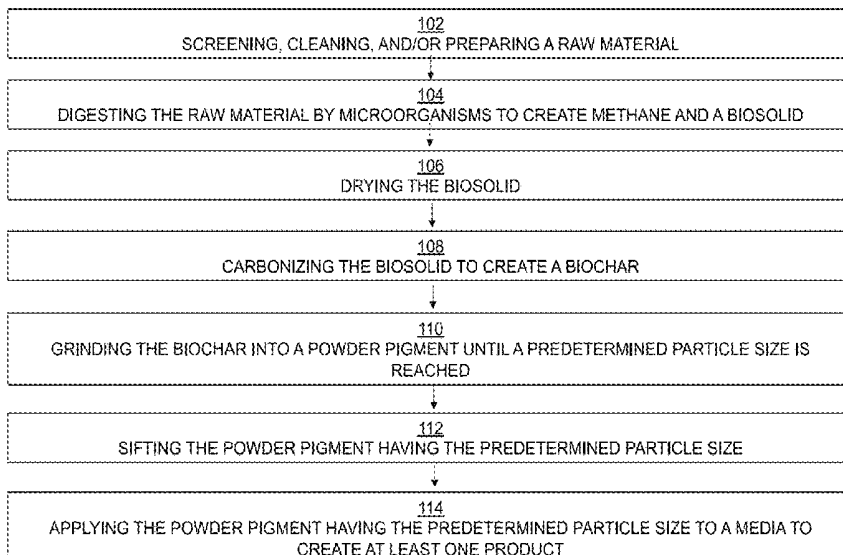 102
SCREENING, CLEANING, AND/OR PREPARING A RAW MATERIAL
104
DIGESTING THE RAW MATERIAL BY MICROORGANISMS TO CREATE METHANE AND A BIOSOLID
106
DRYING THE BIOSOLID
108
CARBONIZING THE BIOSOLID TO CREATE A BIOCHAR
110
GRINDING THE BIOCHAR INTO A POWDER PIGMENT UNTIL A PREDETERMINED PARTICLE SIZE IS
REACHED
112
SIFTING THE POWDER PIGMENT HAVING THE PREDETERMINED PARTICLE SIZE
114
APPLYING THE POWDER PIGMENT HAVING THE PREDETERMINED PARTICLE SIZE TO A MEDIA TO
CREATE AT LEAST ONE PRODUCT